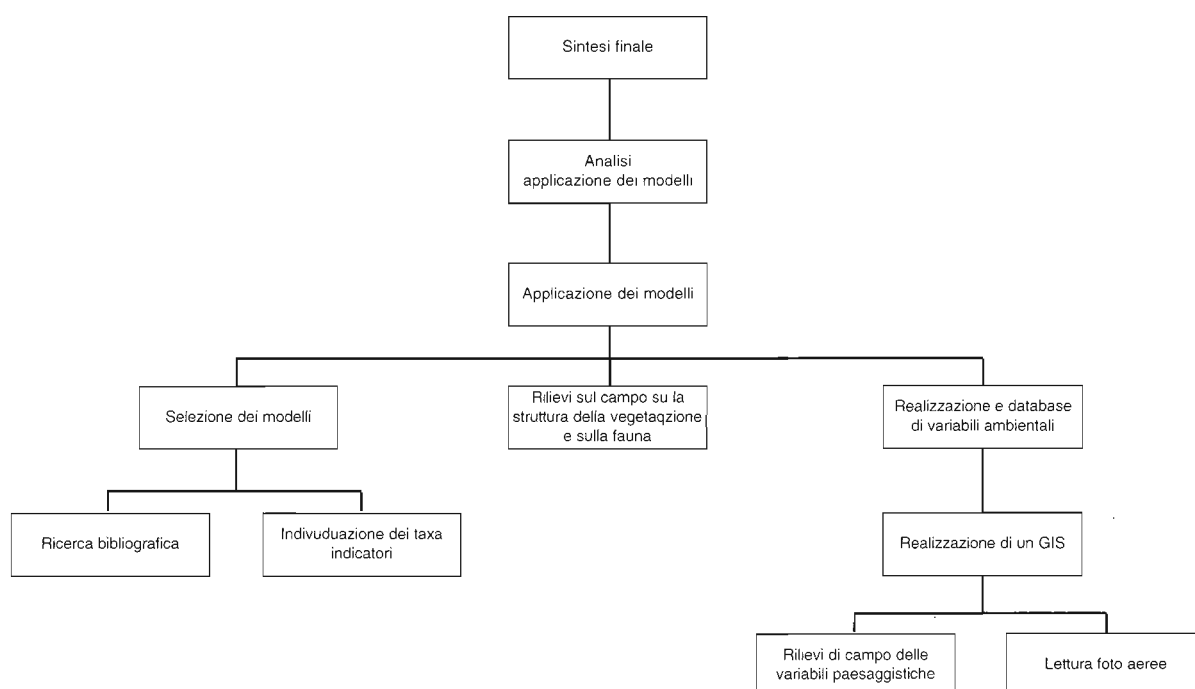 Sintesi finale
Analisi
applicazione dei modelli
Applicazione dei modelli
Selezione dei modelli
Rilievi sul campo su la
struttura della vegetaqzione
e sulla fauna
Realizzazione e database
di variabili ambientali
Ricerca bibliografica
Indivuduazione dei taxa
indicatori
Realizzazione di un GIS
Rilievi di campo delle
variabili paesaggistiche
Lettura foto aeree